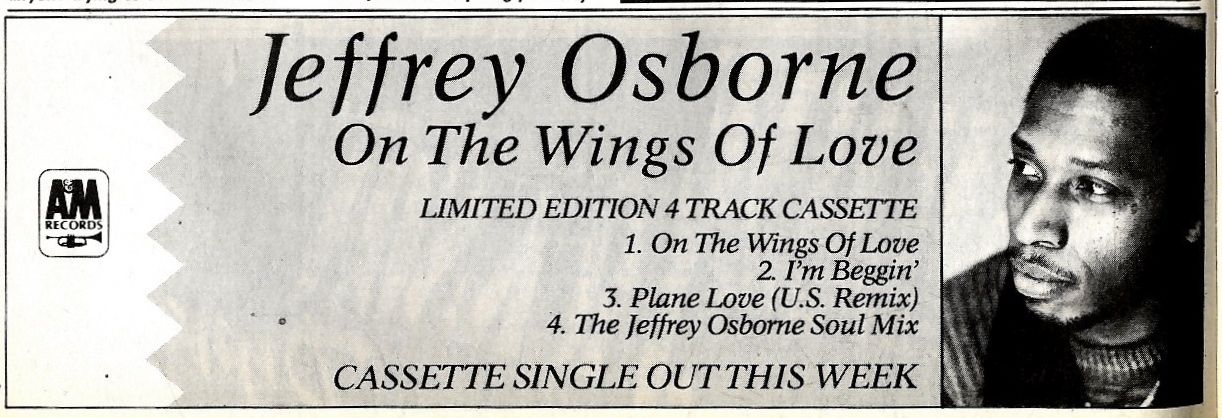 Jeffrey Osborne
On The Wings Of Love
LIMITED EDITION 4 TRACK CASSETTE
1. On The Wings Of Love
2. I'm Beggin'
3. Plane Love (U.S. Remix)
4. The Jeffrey Osborne Soul Mix
CASSETTE SINGLE OUT THIS WEEK
A&M
RECORDS